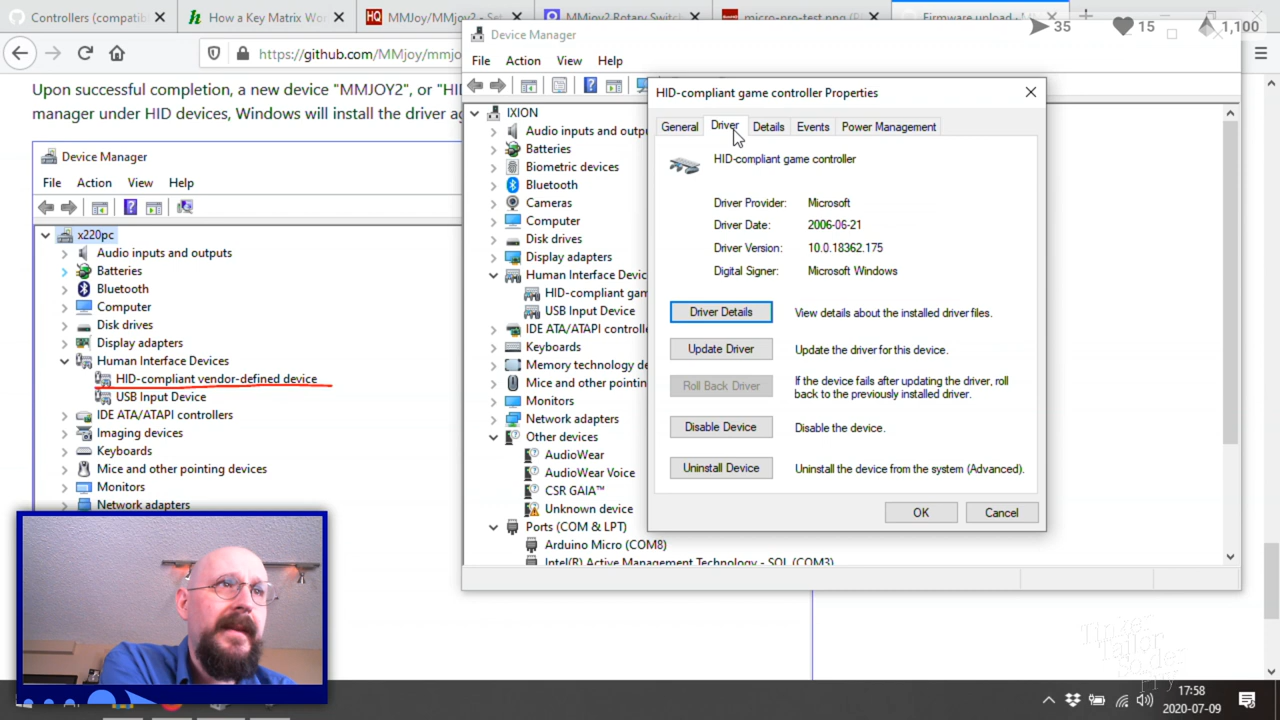 Controllers (compatib
How a Key Matrix Wo
MMJoy/MMjoy2 - Set
MMjoy2 Rotary Switch
micro-pro-test.png (P
Firmware upload · M
35
15
1,100
https://github.com/MMjoy/mmjo
Upon successful completion, a new device "MMJOY2", or "HI
manager under HID devices, Windows will install the driver a
Device Manager
File Action View Help
x220pc
Audio inputs and outputs
Batteries
Bluetooth
Computer
Disk drives
Display adapters
Human Interface Devices
HID-compliant vendor-defined device
USB Input Device
IDE ATA/ATAPI controllers
Imaging devices
Keyboards
Mice and other pointing devices
Monitors
Network adapters
Device Manager
File Action View Help
IXION
Audio inputs and outpu
Batteries
Biometric devices
Bluetooth
Cameras
Computer
Disk drives
Display adapters
Human Interface Devic
HID-compliant gam
USB Input Device
IDE ATA/ATAPI controlle
Keyboards
Memory technology de
Mice and other pointin
Monitors
Network adapters
Other devices
AudioWear
AudioWear Voice
CSR GAIA™
Unknown device
Ports (COM & LPT)
Arduino Micro (COM8)
Intel(R) Active Management Technology - SOL (COM3)
HID-compliant game controller Properties
General Driver Details Events Power Management
HID-compliant game controller
Driver Provider: Microsoft
Driver Date: 2006-06-21
Driver Version: 10.0.18362.175
Digital Signer: Microsoft Windows
Driver Details View details about the installed driver files.
Update Driver Update the driver for this device.
Roll Back Driver If the device fails after updating the driver, roll
back to the previously installed driver.
Disable Device Disable the device.
Uninstall Device Uninstall the device from the system (Advanced).
OK Cancel
Tinker
Tailor
Solder
Fry
17:58
2020-07-09